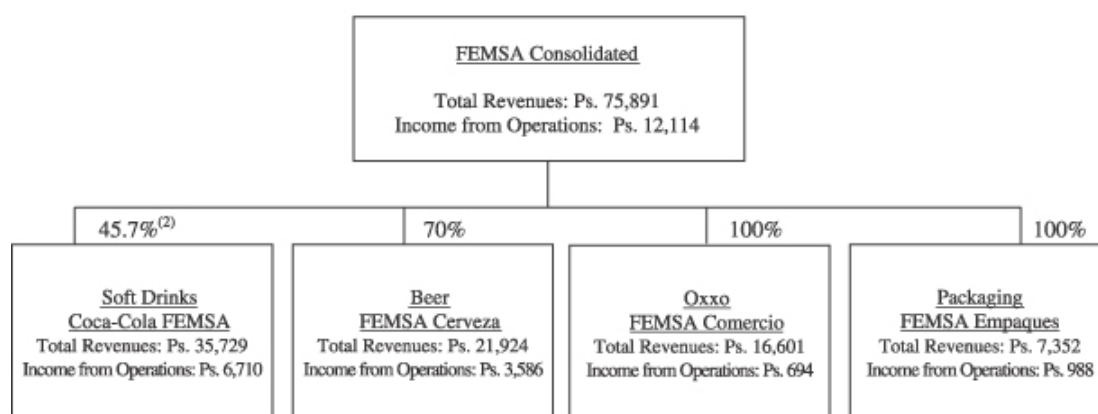 FEMSA Consolidated
Total Revenues: Ps. 75,891
Income from Operations: Ps. 12,114
45.7%(2)
70%
100%
100%
Soft Drinks
Coca-Cola FEMSA
Total Revenues: Ps. 35,729
Income from Operations: Ps. 6,710
Beer
FEMSA Cerveza
Total Revenues: Ps. 21,924
Income from Operations: Ps. 3,586
Oxxo
FEMSA Comercio
Total Revenues: Ps. 16,601
Income from Operations: Ps. 694
Packaging
FEMSA Empaques
Total Revenues: Ps. 7,352
Income from Operations: Ps. 988